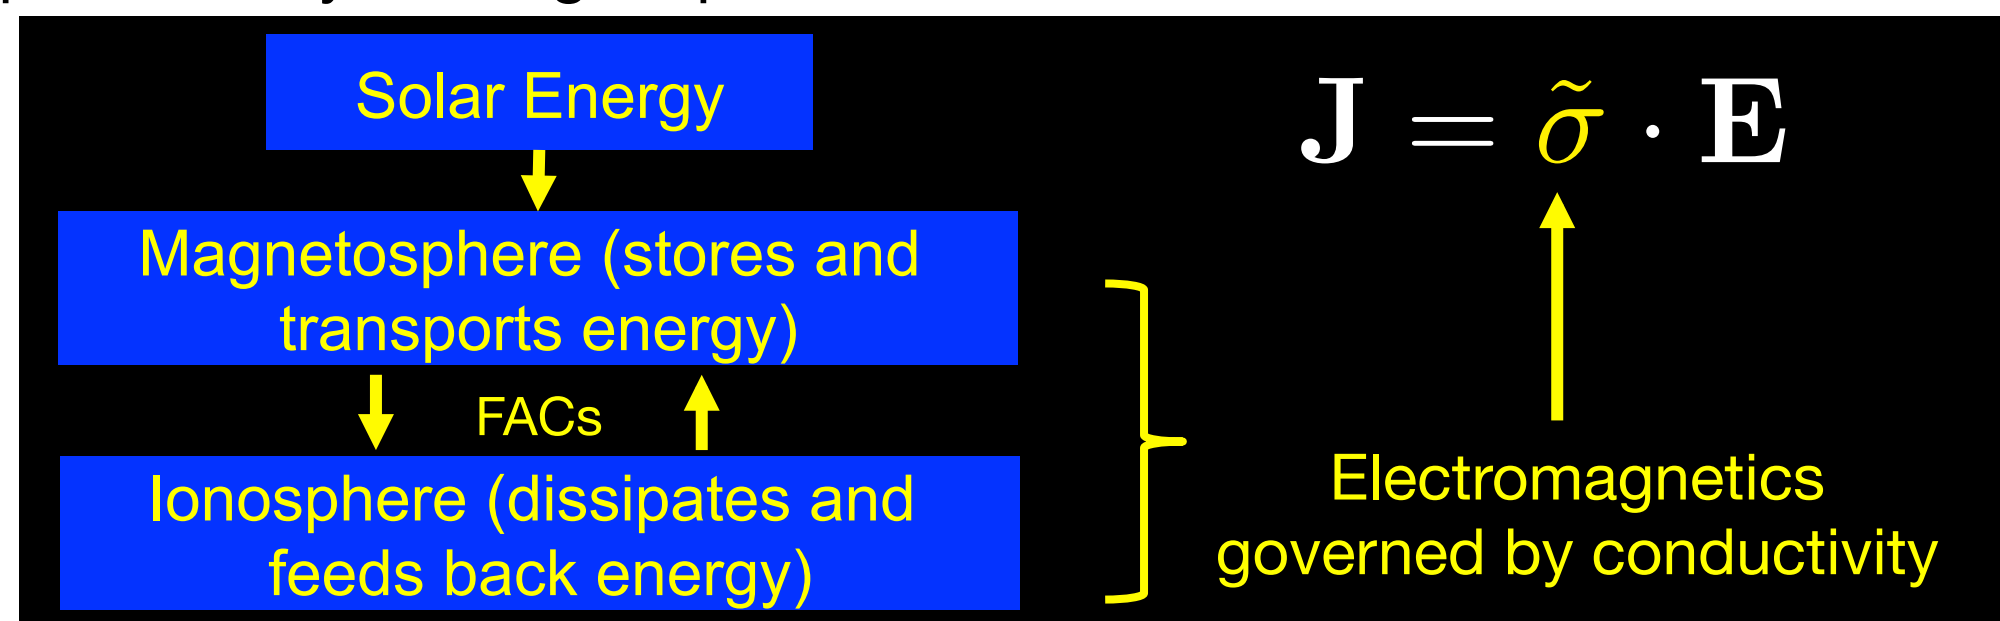 Solar Energy
Magnetosphere (stores and
transports energy)
FACs
Ionosphere (dissipates and
feeds back energy)
J = σ̃ · E
Electromagnetics
governed by conductivity